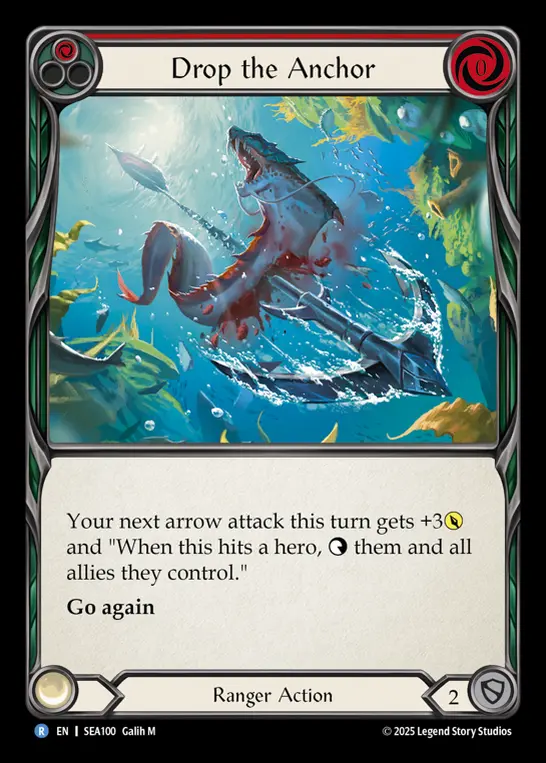 Drop the Anchor
0
Your next arrow attack this turn gets +3
and "When this hits a hero, them and all
allies they control."
Go again
Ranger Action
2
R EN | SEA100 Galih M
© 2025 Legend Story Studios